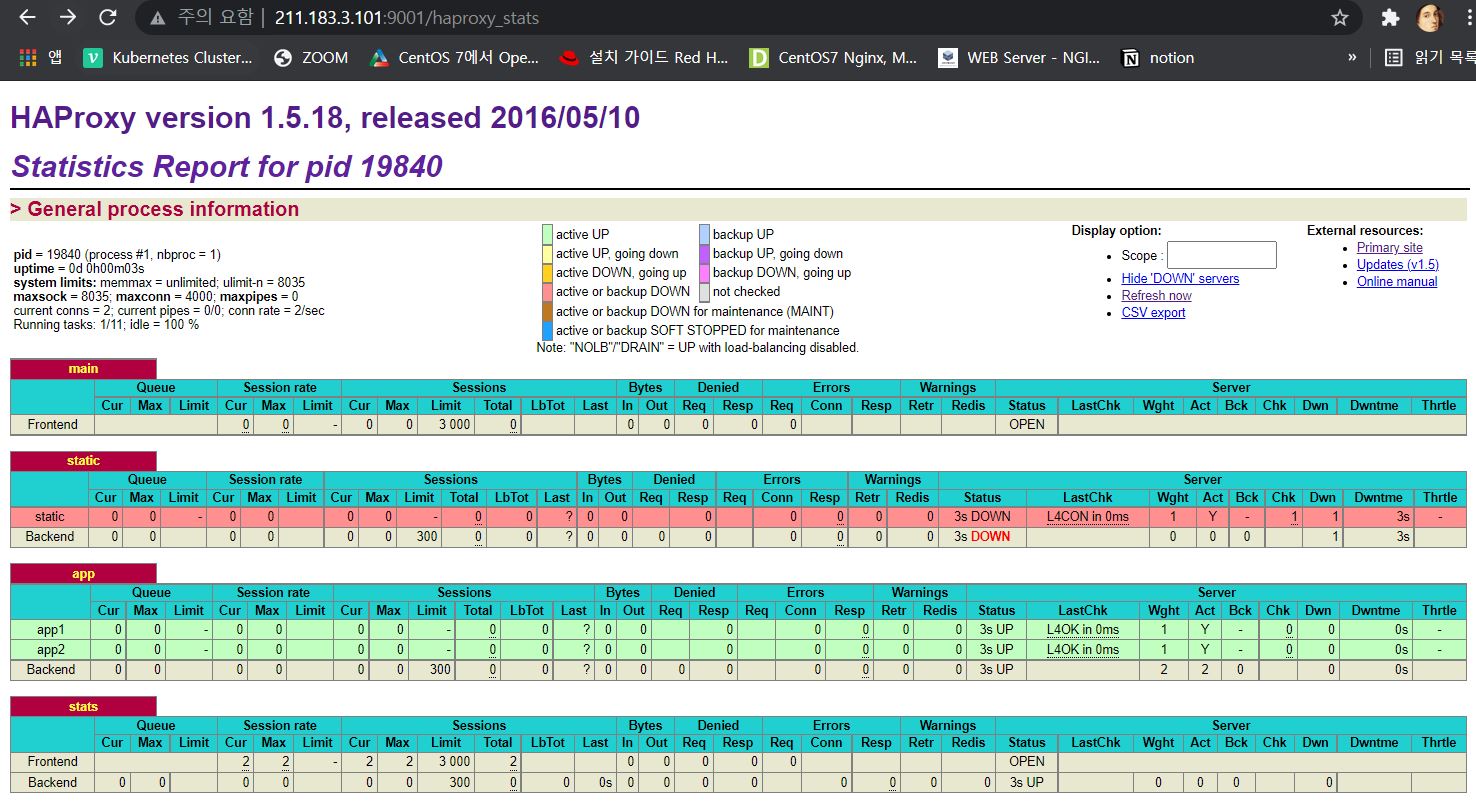 주의 요함 | 211.183.3.101:9001/haproxy_stats
앱 Kubernetes Cluster... ZOOM CentOS 7에서 Ope... 설치 가이드 Red H... CentOS7 Nginx, M... WEB Server - NGI... notion » 읽기 목록
HAProxy version 1.5.18, released 2016/05/10
Statistics Report for pid 19840
> General process information
pid = 19840 (process #1, nbproc = 1)
uptime = 0d 0h00m03s
system limits: memmax = unlimited; ulimit-n = 8035
maxsock = 8035; maxconn = 4000; maxpipes = 0
current conns = 2; current pipes = 0/0; conn rate = 2/sec
Running tasks: 1/11; idle = 100 %
active UP backup UP
active UP, going down backup UP, going down
active DOWN, going up backup DOWN, going up
active or backup DOWN not checked
active or backup DOWN for maintenance (MAINT)
active or backup SOFT STOPPED for maintenance
Note: "NOLB"/"DRAIN" = UP with load-balancing disabled.
Display option:
Scope :
Hide 'DOWN' servers
Refresh now
CSV export
External resources:
Primary site
Updates (v1.5)
Online manual
main
Queue Session rate Sessions Bytes Denied Errors Warnings Server
Cur Max Limit Cur Max Limit Cur Max Limit Total LbTot Last In Out Req Resp Req Conn Resp Retr Redis Status LastChk Wght Act Bck Chk Dwn Dwntme Thrtle
Frontend 0 0 - 0 0 3 000 0 0 0 0 0 0 OPEN
static
Queue Session rate Sessions Bytes Denied Errors Warnings Server
Cur Max Limit Cur Max Limit Cur Max Limit Total LbTot Last In Out Req Resp Req Conn Resp Retr Redis Status LastChk Wght Act Bck Chk Dwn Dwntme Thrtle
static 0 0 - 0 0 0 0 - 0 0 ? 0 0 0 0 0 0 0 3s DOWN L4CON in 0ms 1 Y - 1 1 3s -
Backend 0 0 0 0 0 0 300 0 0 ? 0 0 0 0 0 0 0 0 3s DOWN 0 0 0 1 3s
app
Queue Session rate Sessions Bytes Denied Errors Warnings Server
Cur Max Limit Cur Max Limit Cur Max Limit Total LbTot Last In Out Req Resp Req Conn Resp Retr Redis Status LastChk Wght Act Bck Chk Dwn Dwntme Thrtle
app1 0 0 - 0 0 0 0 - 0 0 ? 0 0 0 0 0 0 0 3s UP L4OK in 0ms 1 Y - 0 0 0s -
app2 0 0 - 0 0 0 0 - 0 0 ? 0 0 0 0 0 0 0 3s UP L4OK in 0ms 1 Y - 0 0 0s -
Backend 0 0 0 0 0 0 300 0 0 ? 0 0 0 0 0 0 0 0 3s UP 2 2 0 0 0s
stats
Queue Session rate Sessions Bytes Denied Errors Warnings Server
Cur Max Limit Cur Max Limit Cur Max Limit Total LbTot Last In Out Req Resp Req Conn Resp Retr Redis Status LastChk Wght Act Bck Chk Dwn Dwntme Thrtle
Frontend 2 2 - 2 2 3 000 2 0 0 0 0 0 OPEN
Backend 0 0 0 0 0 0 300 0 0 0s 0 0 0 0 0 0 0 0 3s UP 0 0 0 0